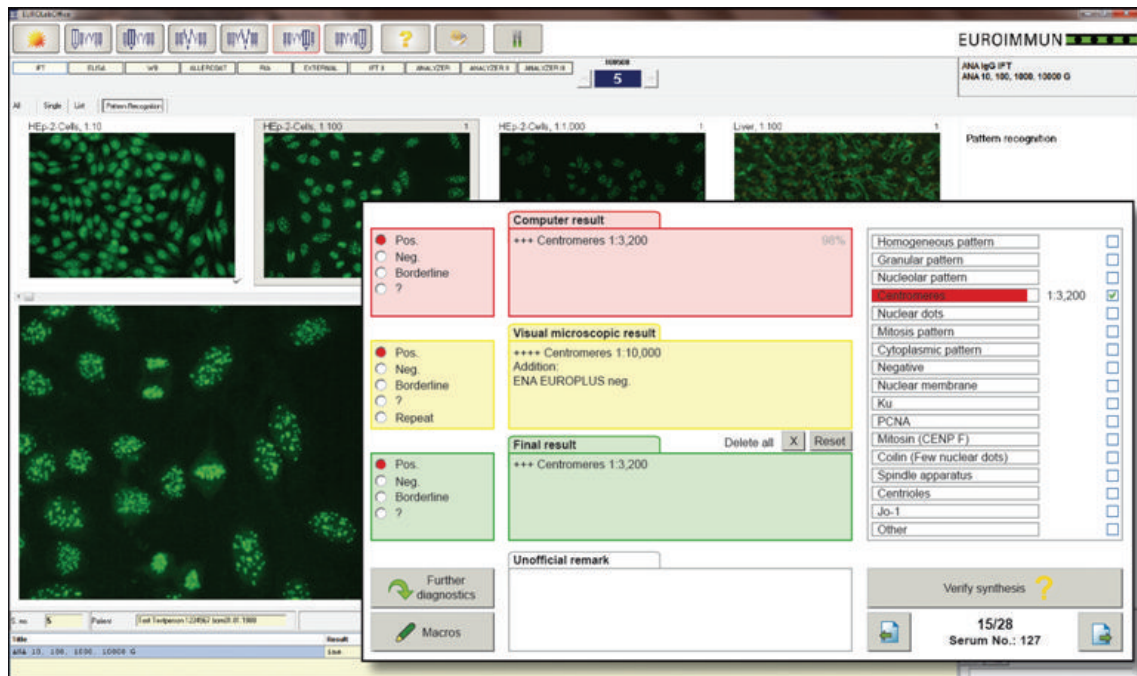 EUROLabOffice
EUROIMMUN
IFT ELISA WB ALLERCOAT RIA EXTERNAL IFT II ANALYZER ANALYZER II ANALYZER III
5
ANA IgG IFT
ANA 10, 100, 1000, 10000 G
All Single List Pattern Recognition
HEp-2-Cells, 1:10
HEp-2-Cells, 1:100 1
HEp-2-Cells, 1:1,000 1
Liver, 1:100 1
Pattern recognition
Computer result
Pos.
Neg.
Borderline
?
+++ Centromeres 1:3,200 98%
Visual microscopic result
Pos.
Neg.
Borderline
?
Repeat
++++ Centromeres 1:10,000
Addition:
ENA EUROPLUS neg.
Final result
Delete all X Reset
Pos.
Neg.
Borderline
?
+++ Centromeres 1:3,200
Unofficial remark
Further
diagnostics
Macros
Homogeneous pattern
Granular pattern
Nucleolar pattern
Centromeres 1:3,200
Nuclear dots
Mitosis pattern
Cytoplasmic pattern
Negative
Nuclear membrane
Ku
PCNA
Mitosin (CENP F)
Coilin (Few nuclear dots)
Spindle apparatus
Centrioles
Jo-1
Other
Verify synthesis ?
15/28
Serum No.: 127
5 Patient
Title Result
ANA 10, 100, 1000, 10000 G